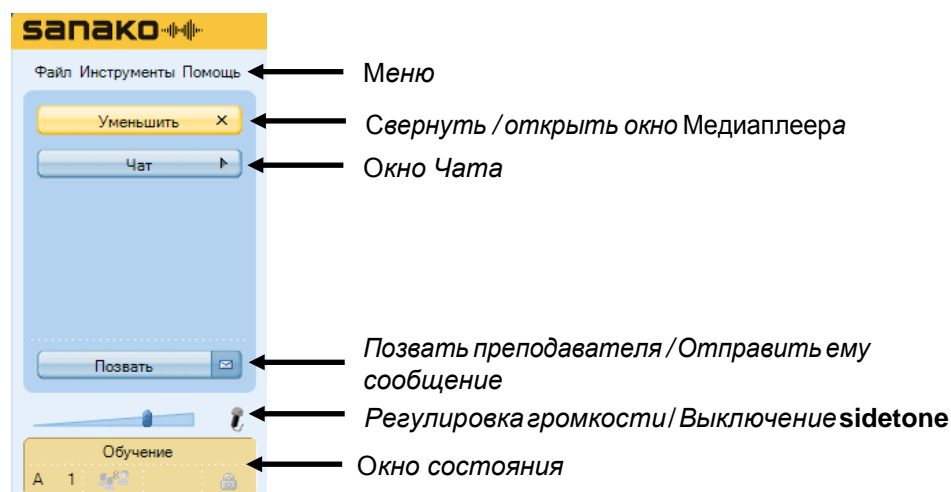 sanako
Файл Инструменты Помощь
Меню
Уменьшить
Свернуть / открыть окно Медиаплеера
Чат
Окно Чата
Позвать
Позвать преподавателя / Отправить ему
сообщение
Регулировка громкости / Выключение sidetone
Обучение
Окно состояния
A 1